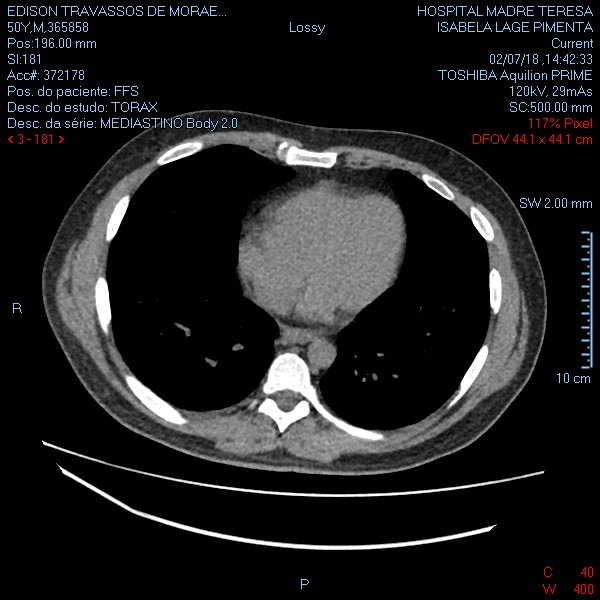 EDISON TRAVASSOS DE MORAE...
50Y,M,365858
Pos:196.00 mm
SI:181
Acc#: 372178
Pos. do paciente: FFS
Desc. do estudo: TORAX
Desc. da série: MEDIASTINO Body 2.0
< 3 - 181 >
Lossy
HOSPITAL MADRE TERESA
ISABELA LAGE PIMENTA
Current
02/07/18 ,14:42:33
TOSHIBA Aquilion PRIME
120kV, 29mAs
SC:500.00 mm
117% Pixel
DFOV 44.1 x 44.1 cm
SW 2.00 mm
R
10 cm
P
C 40
W 400